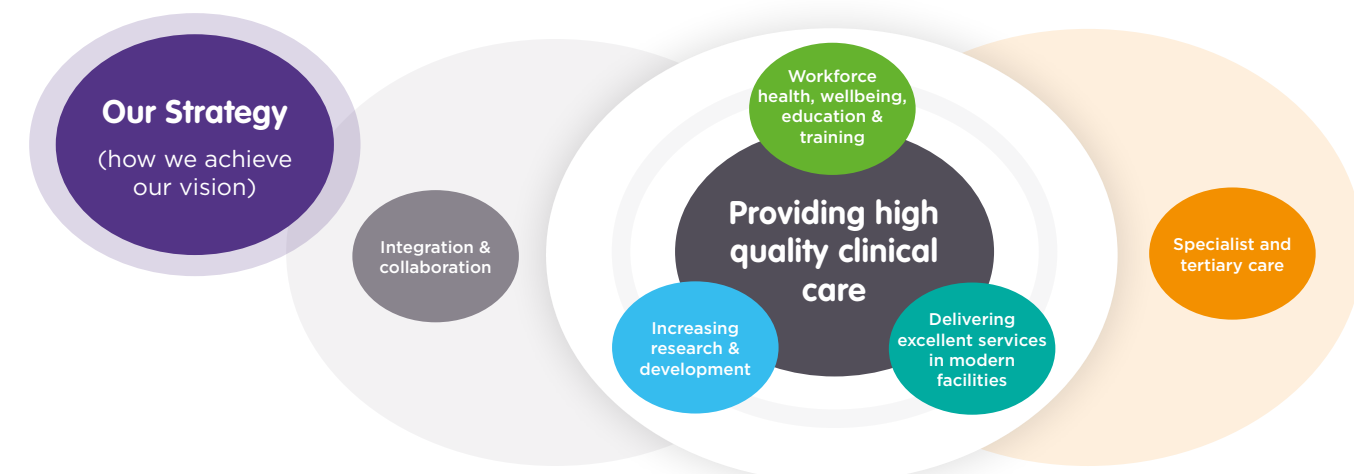 Our Strategy
(how we achieve
our vision)
Integration &
collaboration
Workforce
health, wellbeing,
education &
training
Providing high
quality clinical
care
Increasing
research &
development
Delivering
excellent services
in modern
facilities
Specialist and
tertiary care